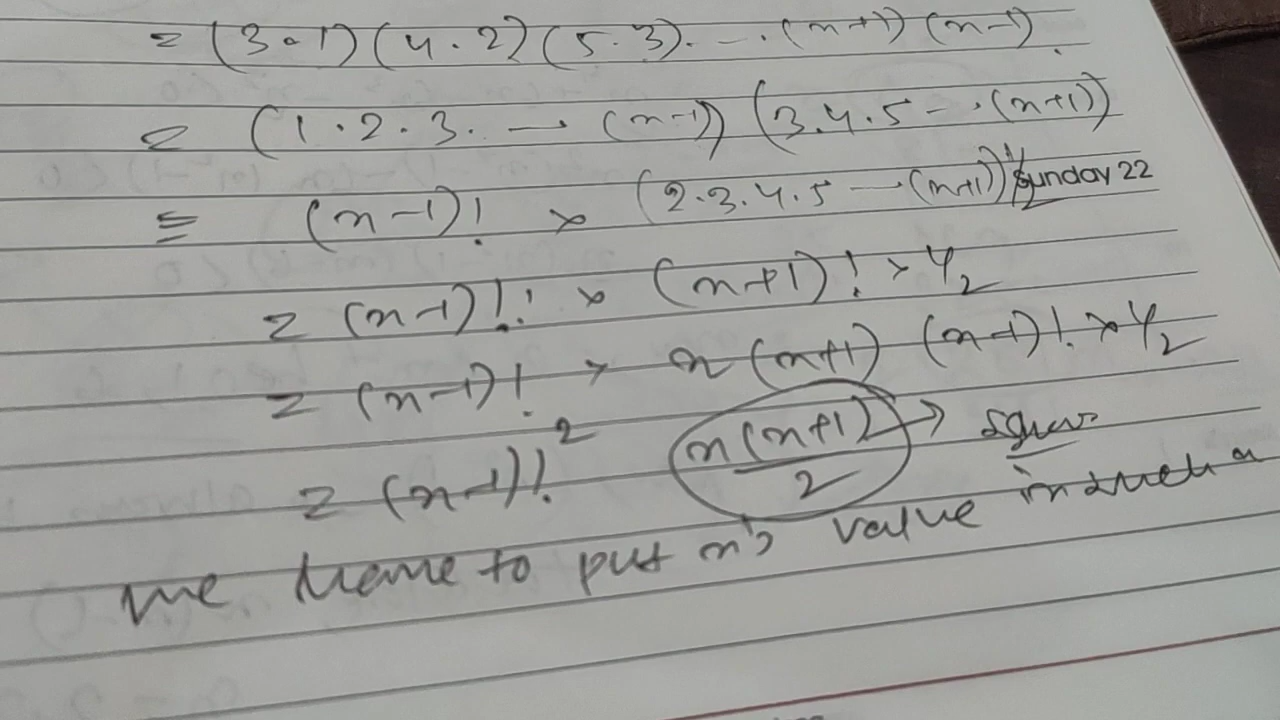 = (3·1)(4·2)(5·3)· -- ·(n+1)(n-1)
= (1·2·3· — (n-1)) (3.4.5 -- ·(n+1))
= (n-1)! × (2·3·4·5 — (n+1)) 1/2 Sunday 22
= (n-1)! × (n+1)! × 1/2
= (n-1)! × n(n+1) (n-1)! × 1/2
= (n-1)!² n(n+1)/2 →
we have to put n's value in such a